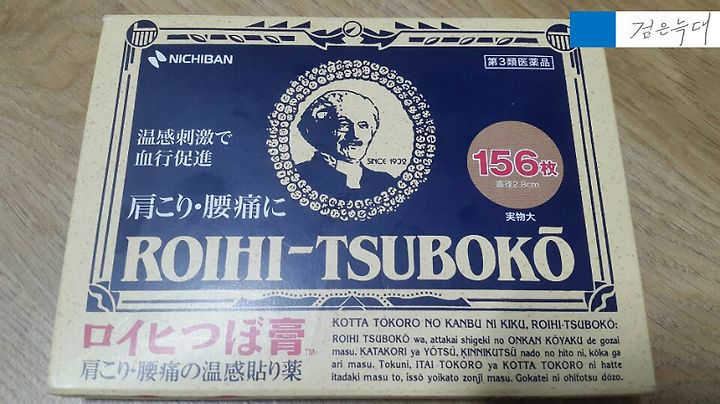 검은늑대
NICHIBAN
第3類医薬品
温感刺激で
血行促進
SINCE 1932
156枚
直径2.8cm
実物大
肩こり・腰痛に
ROIHI-TSUBOKŌ
ロイヒつぼ膏™
肩こり・腰痛の温感貼り薬
KOTTA TOKORO NO KANBU NI KIKU, ROIHI-TSUBOKŌ:
ROIHI TSUBOKŌ wa, attakai shigeki no ONKAN KŌYAKU de gozai
masu. KATAKORI ya YŌTSŪ, KINNIKUTSŪ nado no hito ni, kōka ga
ari masu. Tokuni, ITAI TOKORO ya KOTTA TOKORO ni hatte
itadaki masu to, issō yoikato zonji masu. Gokatei ni ohitotsu dōzo.